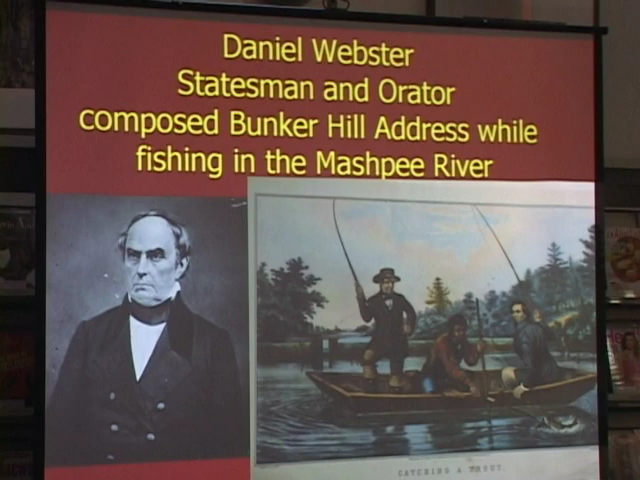 Daniel Webster
Statesman and Orator
composed Bunker Hill Address while
fishing in the Mashpee River
CATCHING A TROUT.